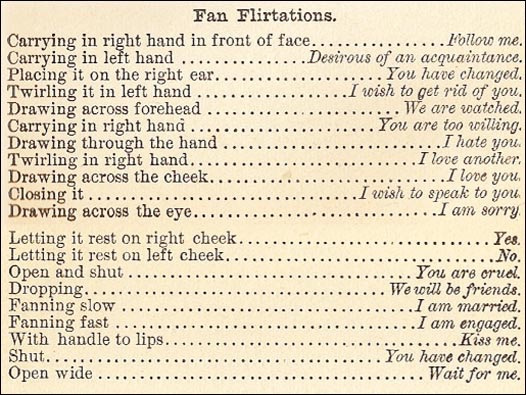 Fan Flirtations.
Carrying in right hand in front of face..............Follow me.
Carrying in left hand ..............Desirous of an acquaintance.
Placing it on the right ear....................You have changed.
Twirling it in left hand ................I wish to get rid of you.
Drawing across forehead .....................We are watched.
Carrying in right hand ....................You are too willing.
Drawing through the hand ..........................I hate you.
Twirling in right hand............................I love another.
Drawing across the cheek..........................I love you.
Closing it ................................I wish to speak to you.
Drawing across the eye............................I am sorry
Letting it rest on right cheek............................Yes.
Letting it rest on left cheek..............................No.
Open and shut ................................You are cruel.
Dropping..................................We will be friends.
Fanning slow ..................................I am married.
Fanning fast ...................................I am engaged.
With handle to lips.................................Kiss me.
Shut.......................................You have changed.
Open wide .....................................Wait for me.